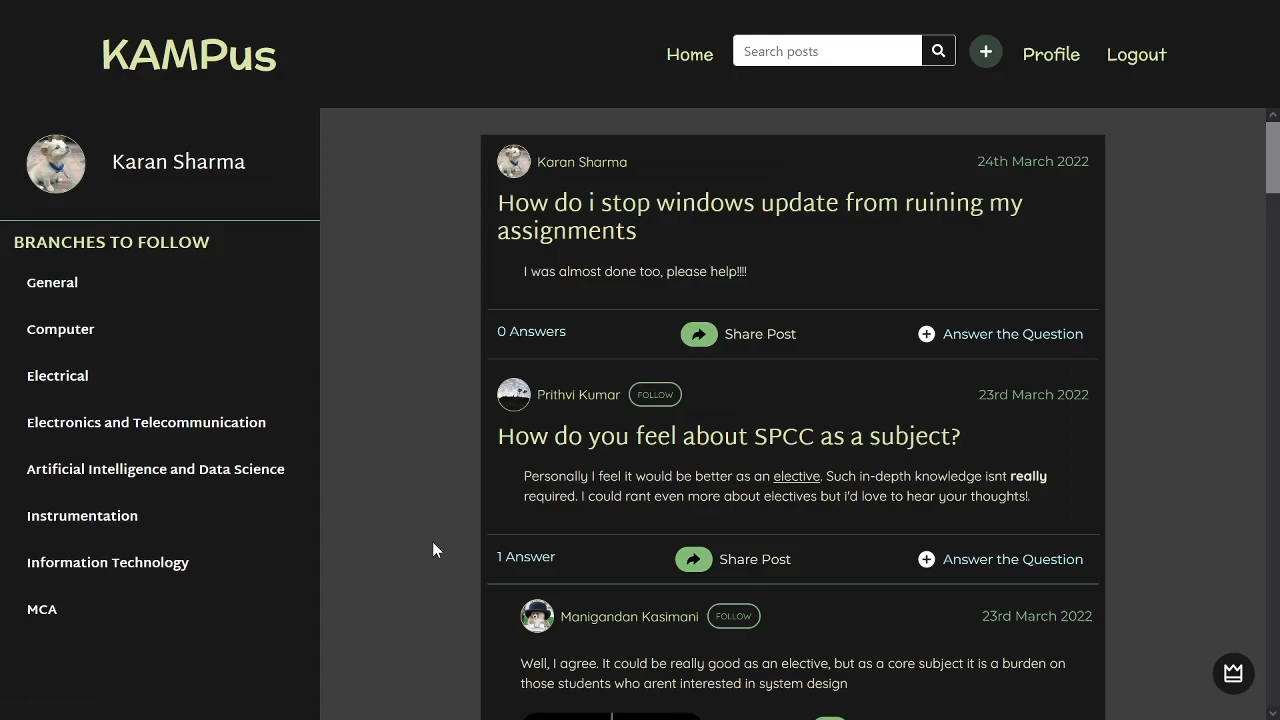 KAMPus
Home
Search posts
Profile
Logout
Karan Sharma
BRANCHES TO FOLLOW
General
Computer
Electrical
Electronics and Telecommunication
Artificial Intelligence and Data Science
Instrumentation
Information Technology
MCA
Karan Sharma
24th March 2022
How do i stop windows update from ruining my
assignments
I was almost done too, please help!!!!
0 Answers
Share Post
Answer the Question
Prithvi Kumar
FOLLOW
23rd March 2022
How do you feel about SPCC as a subject?
Personally I feel it would be better as an elective. Such in-depth knowledge isnt really
required. I could rant even more about electives but i'd love to hear your thoughts!.
1 Answer
Share Post
Answer the Question
Manigandan Kasimani
FOLLOW
23rd March 2022
Well, I agree. It could be really good as an elective, but as a core subject it is a burden on
those students who arent interested in system design